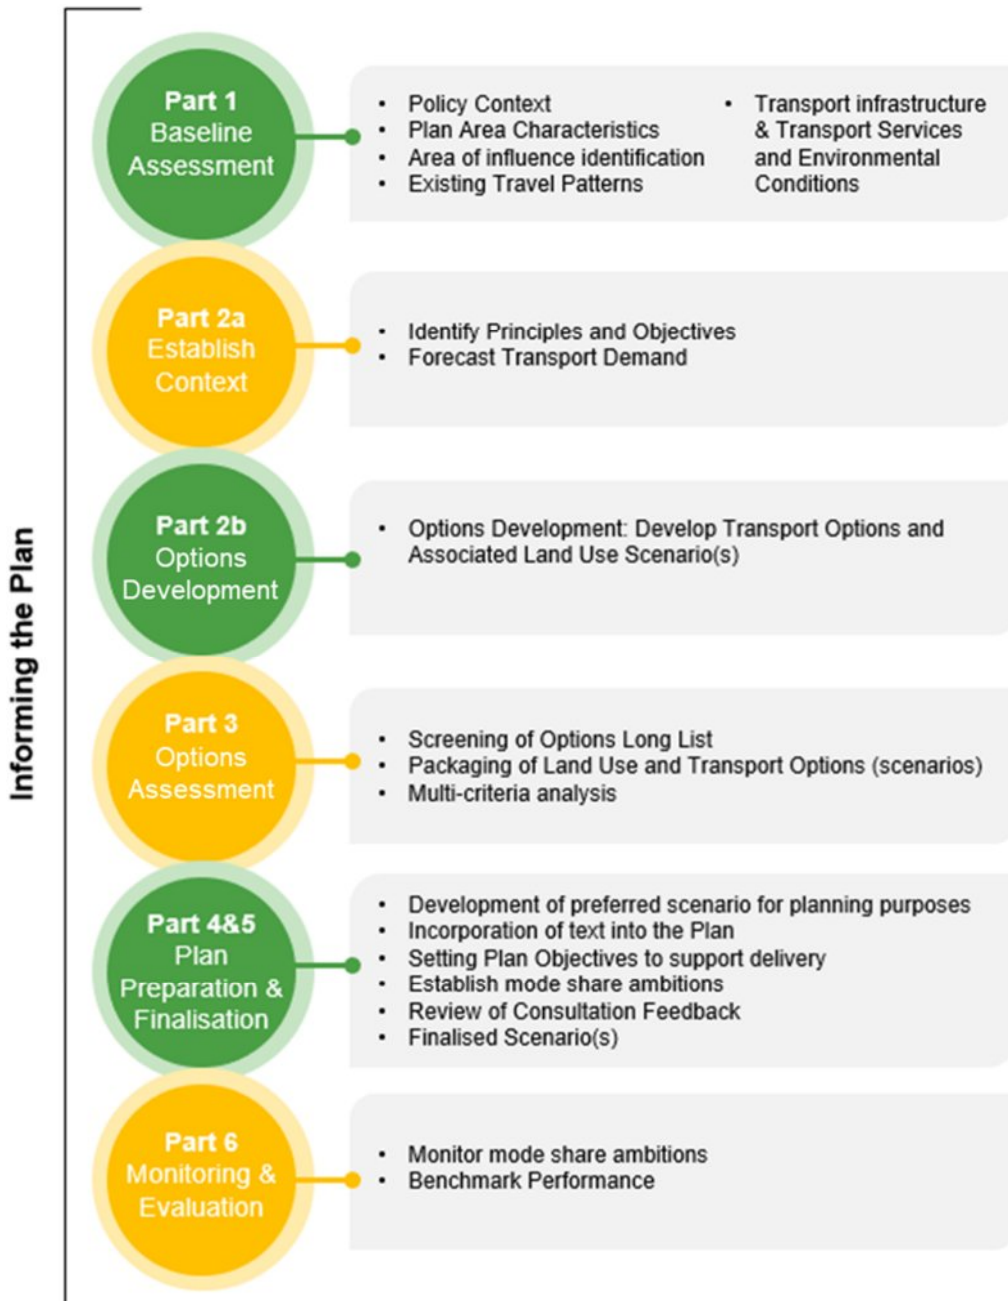 Informing the Plan
Part 1
Baseline
Assessment
• Policy Context
• Plan Area Characteristics
• Area of influence identification
• Existing Travel Patterns
• Transport infrastructure
& Transport Services
and Environmental
Conditions
Part 2a
Establish
Context
• Identify Principles and Objectives
• Forecast Transport Demand
Part 2b
Options
Development
• Options Development: Develop Transport Options and
Associated Land Use Scenario(s)
Part 3
Options
Assessment
• Screening of Options Long List
• Packaging of Land Use and Transport Options (scenarios)
• Multi-criteria analysis
Part 4&5
Plan
Preparation &
Finalisation
• Development of preferred scenario for planning purposes
• Incorporation of text into the Plan
• Setting Plan Objectives to support delivery
• Establish mode share ambitions
• Review of Consultation Feedback
• Finalised Scenario(s)
Part 6
Monitoring &
Evaluation
• Monitor mode share ambitions
• Benchmark Performance